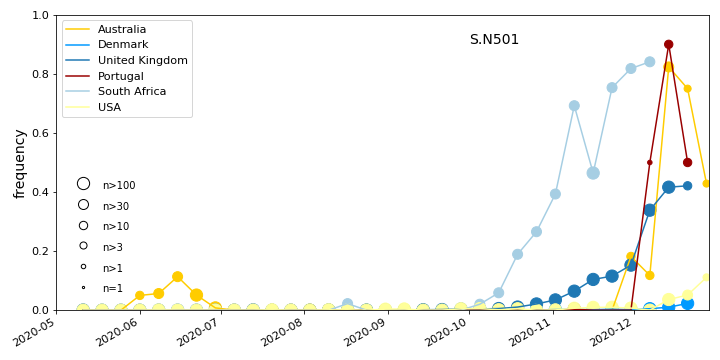 S.N501
Australia
Denmark
United Kingdom
Portugal
South Africa
USA
n>100
n>30
n>10
n>3
n>1
n=1
frequency
1.0
0.8
0.6
0.4
0.2
0.0
2020-05
2020-06
2020-07
2020-08
2020-09
2020-10
2020-11
2020-12